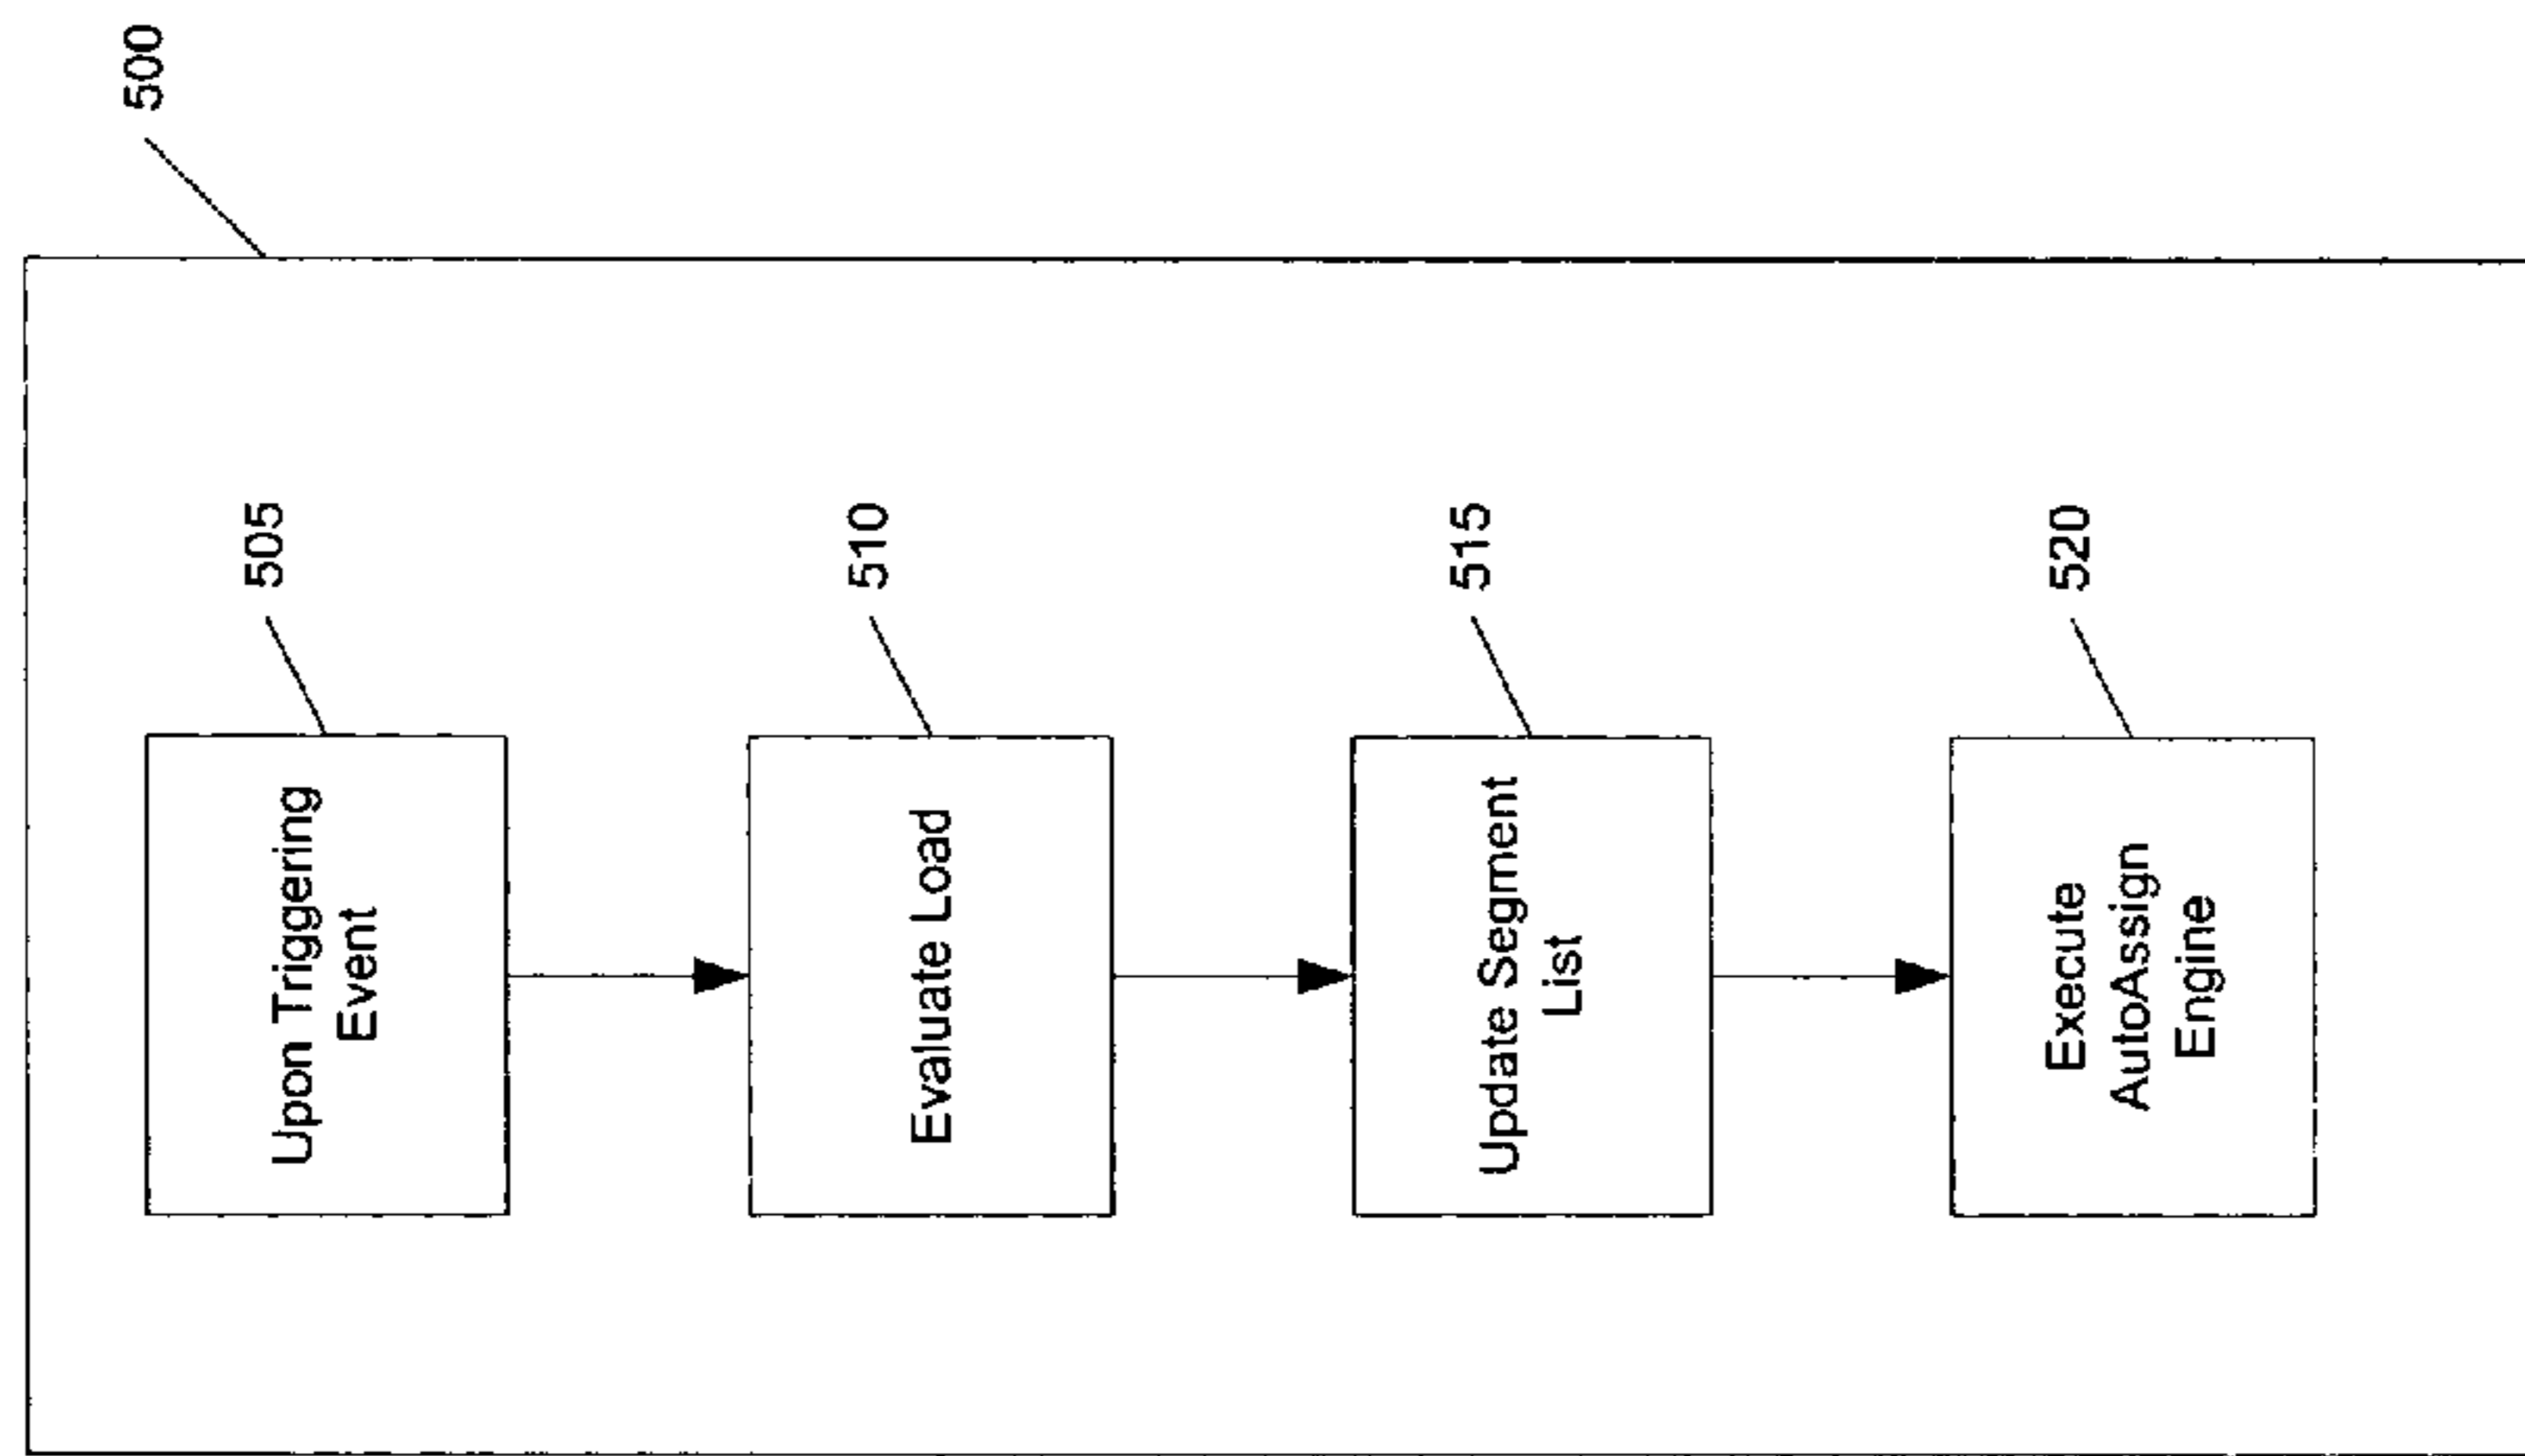 500
505
Upon Triggering
Event
510
Evaluate Load
515
Update Segment
List
520
Execute
AutoAssign
Engine